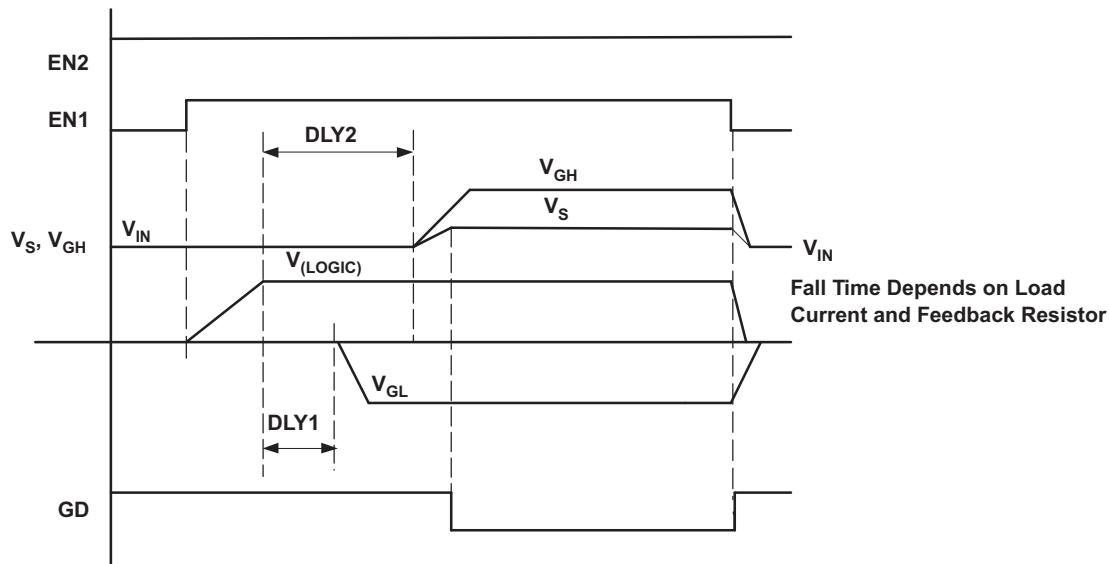 EN2
EN1
DLY2
V_GH
V_S
V_S, V_GH
V_IN
V_IN
V_(LOGIC)
Fall Time Depends on Load
Current and Feedback Resistor
V_GL
DLY1
GD